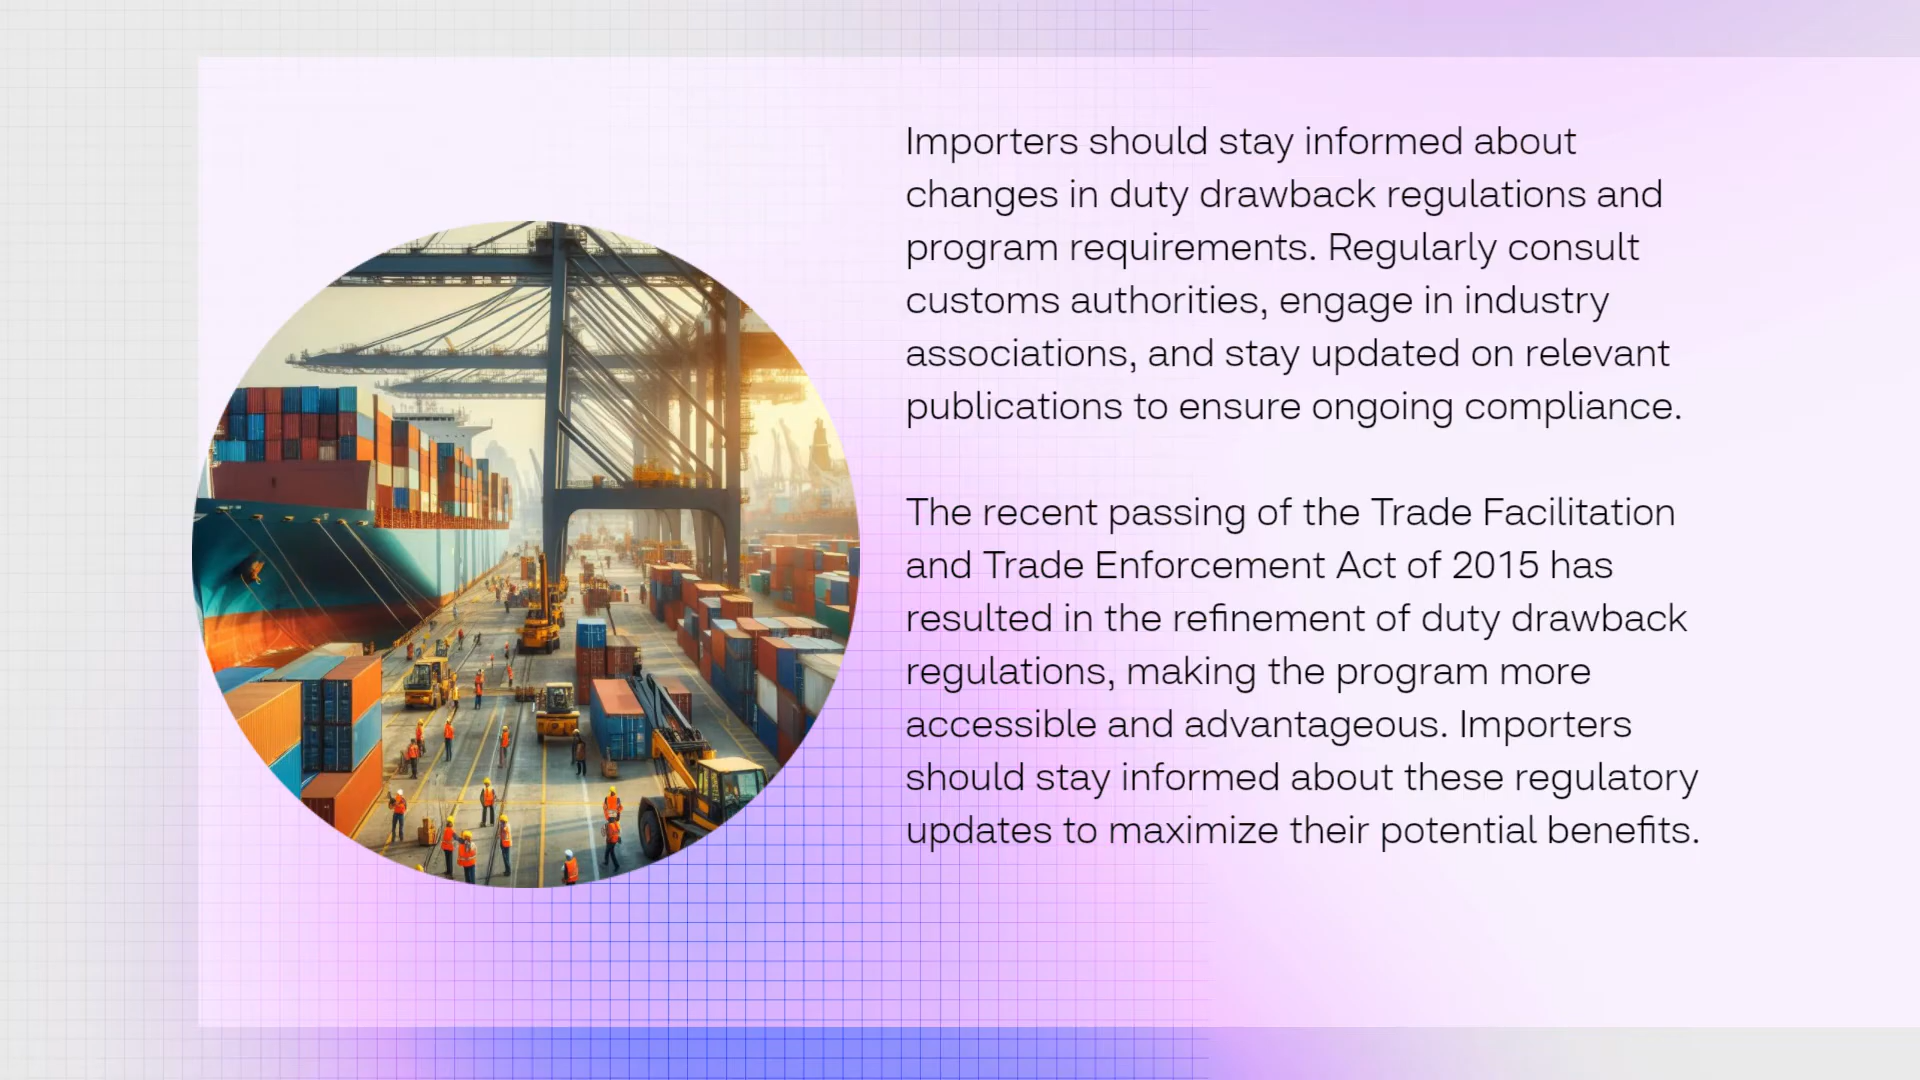 Importers should stay informed about
changes in duty drawback regulations and
program requirements. Regularly consult
customs authorities, engage in industry
associations, and stay updated on relevant
publications to ensure ongoing compliance.
The recent passing of the Trade Facilitation
and Trade Enforcement Act of 2015 has
resulted in the refinement of duty drawback
regulations, making the program more
accessible and advantageous. Importers
should stay informed about these regulatory
updates to maximize their potential benefits.